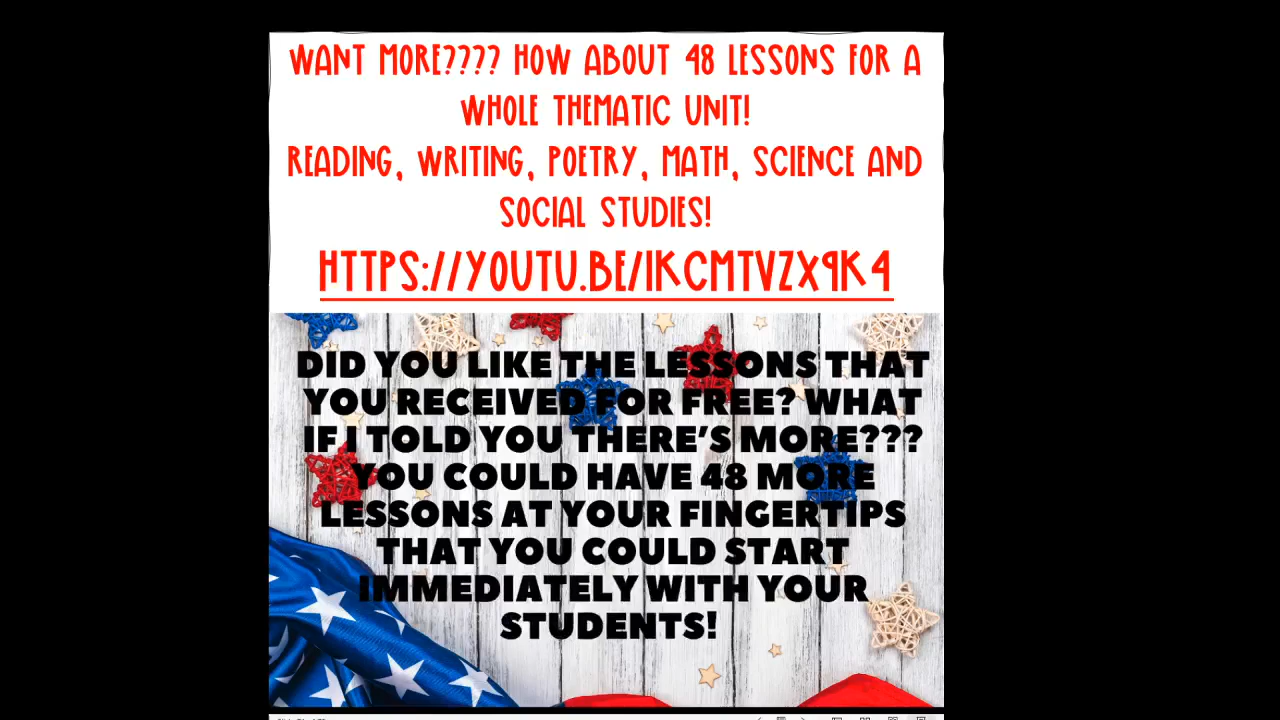 WANT MORE???? HOW ABOUT 48 LESSONS FOR A
WHOLE THEMATIC UNIT!
READING, WRITING, POETRY, MATH, SCIENCE AND
SOCIAL STUDIES!
HTTPS://YOUTU.BE/IKCMTVZX9K4
DID YOU LIKE THE LESSONS THAT
YOU RECEIVED FOR FREE? WHAT
IF I TOLD YOU THERE'S MORE???
YOU COULD HAVE 48 MORE
LESSONS AT YOUR FINGERTIPS
THAT YOU COULD START
IMMEDIATELY WITH YOUR
STUDENTS!